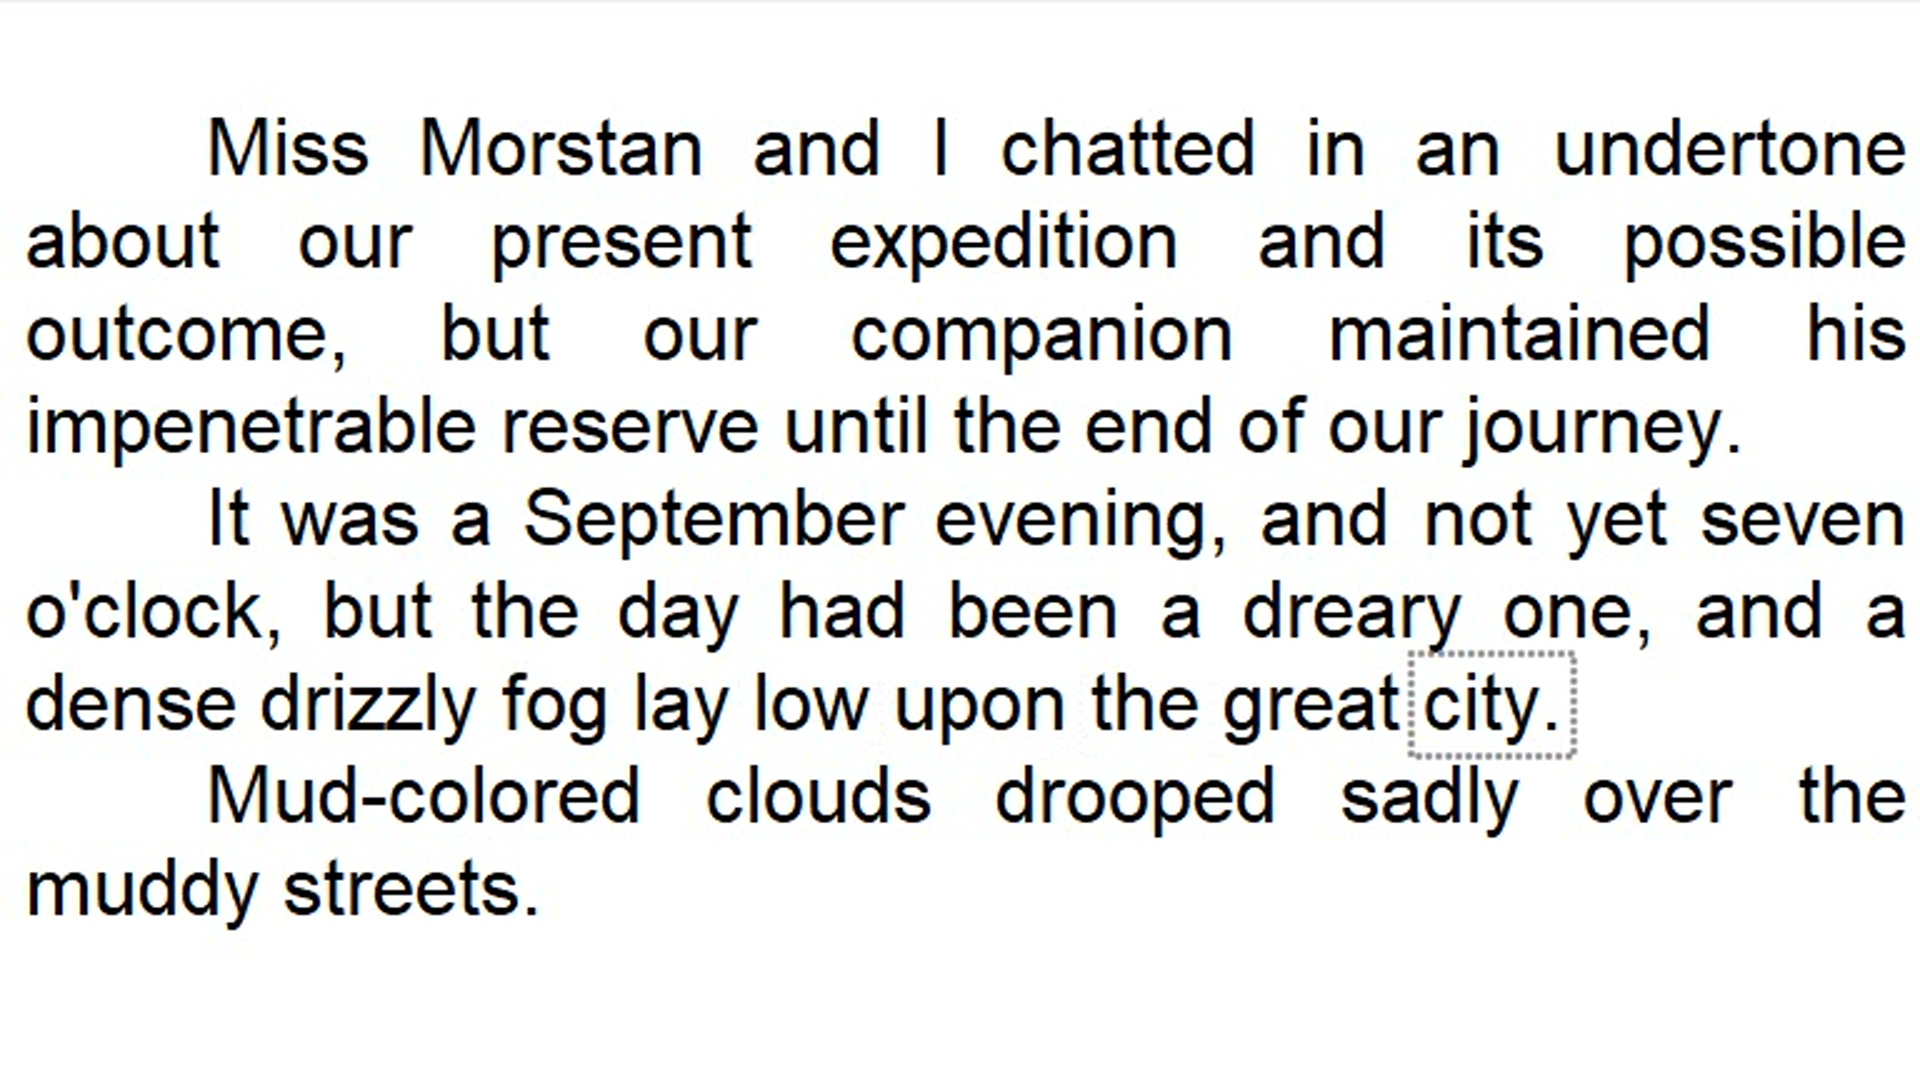 Miss Morstan and I chatted in an undertone
about our present expedition and its possible
outcome, but our companion maintained his
impenetrable reserve until the end of our journey.
It was a September evening, and not yet seven
o'clock, but the day had been a dreary one, and a
dense drizzly fog lay low upon the great city.
Mud-colored clouds drooped sadly over the
muddy streets.